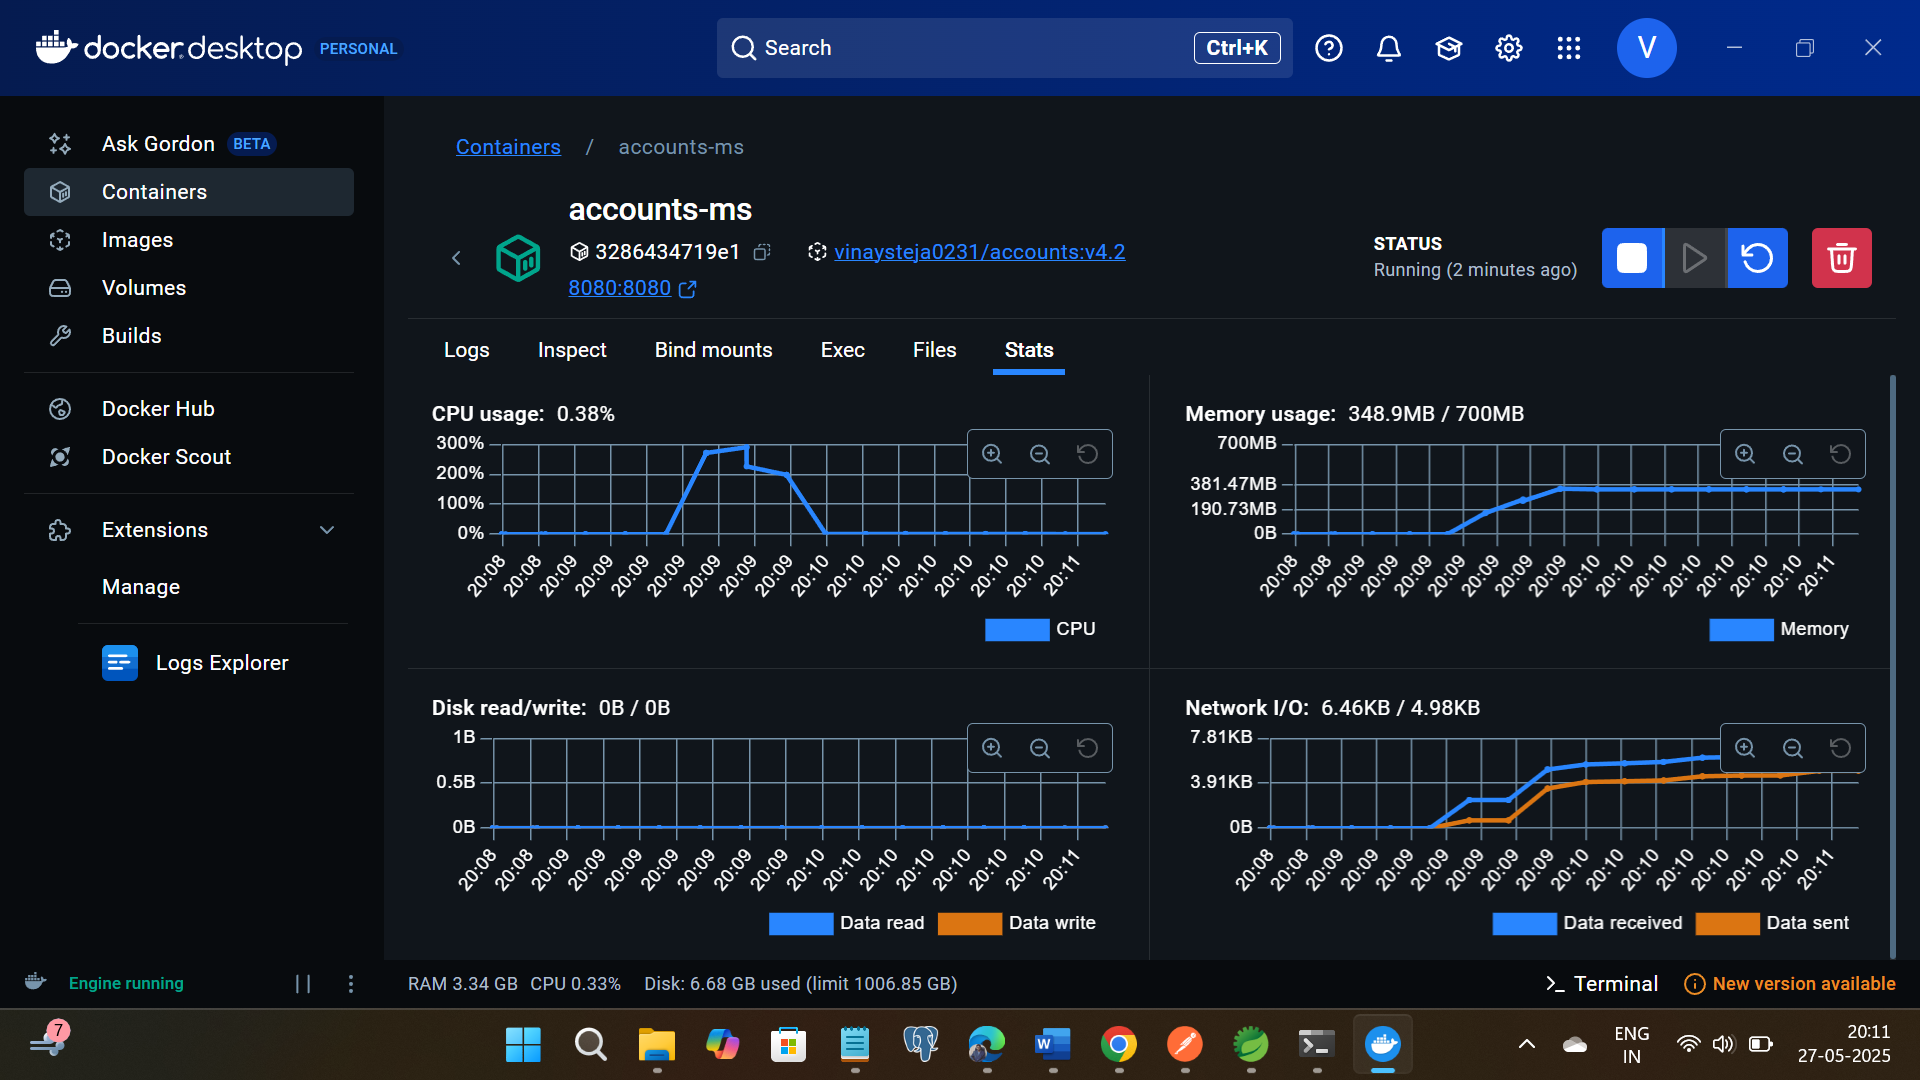 docker desktop PERSONAL
Search Ctrl+K
V
Ask Gordon BETA
Containers
Images
Volumes
Builds
Docker Hub
Docker Scout
Extensions
Manage
Logs Explorer
Containers / accounts-ms
accounts-ms
3286434719e1 vinaysteja0231/accounts:v4.2
8080:8080
STATUS
Running (2 minutes ago)
Logs Inspect Bind mounts Exec Files Stats
CPU usage: 0.38%
300%
200%
100%
0%
20:08 20:08 20:09 20:09 20:09 20:09 20:09 20:09 20:09 20:10 20:10 20:10 20:10 20:10 20:10 20:10 20:11
CPU
Memory usage: 348.9MB / 700MB
700MB
381.47MB
190.73MB
0B
20:08 20:08 20:09 20:09 20:09 20:09 20:09 20:09 20:09 20:10 20:10 20:10 20:10 20:10 20:10 20:10 20:11
Memory
Disk read/write: 0B / 0B
1B
0.5B
0B
20:08 20:08 20:09 20:09 20:09 20:09 20:09 20:09 20:09 20:10 20:10 20:10 20:10 20:10 20:10 20:10 20:11
Data read Data write
Network I/O: 6.46KB / 4.98KB
7.81KB
3.91KB
0B
20:08 20:08 20:09 20:09 20:09 20:09 20:09 20:09 20:09 20:10 20:10 20:10 20:10 20:10 20:10 20:10 20:11
Data received Data sent
Engine running
RAM 3.34 GB CPU 0.33% Disk: 6.68 GB used (limit 1006.85 GB)
Terminal
New version available
7
W
ENG
IN
20:11
27-05-2025